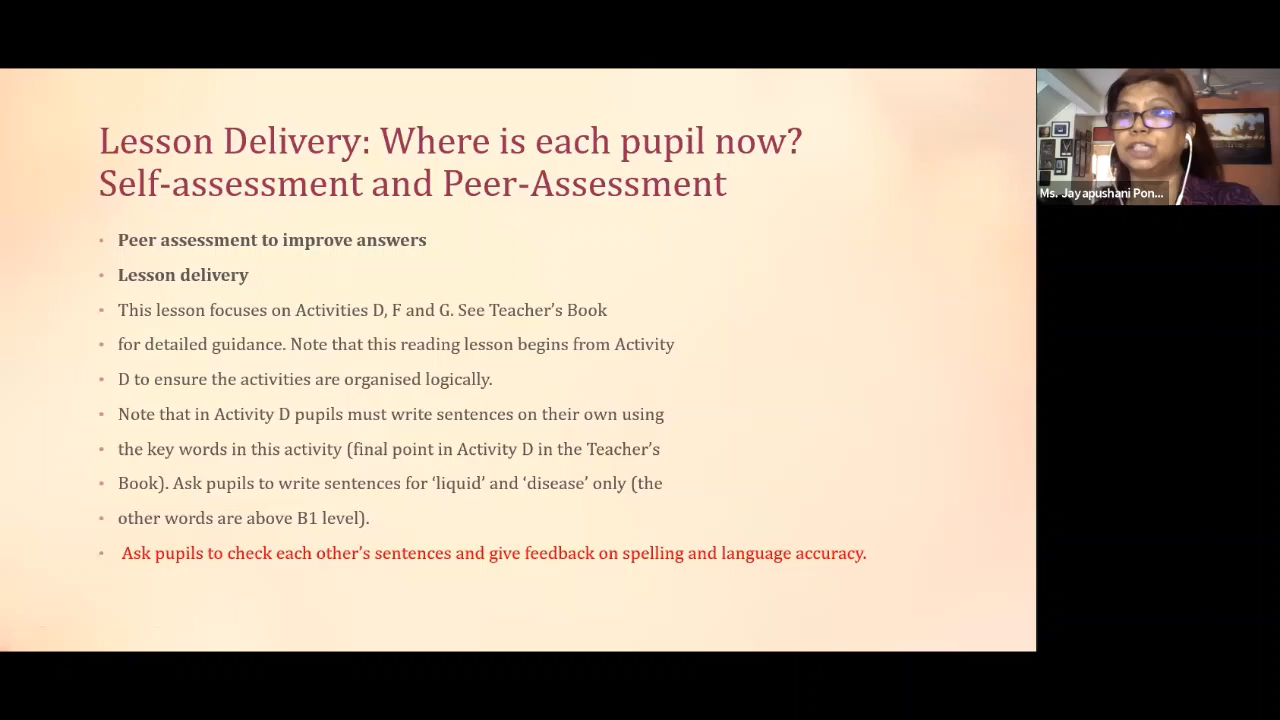 Lesson Delivery: Where is each pupil now?
Self-assessment and Peer-Assessment
• Peer assessment to improve answers
• Lesson delivery
• This lesson focuses on Activities D, F and G. See Teacher’s Book
• for detailed guidance. Note that this reading lesson begins from Activity
• D to ensure the activities are organised logically.
• Note that in Activity D pupils must write sentences on their own using
• the key words in this activity (final point in Activity D in the Teacher’s
• Book). Ask pupils to write sentences for ‘liquid’ and ‘disease’ only (the
• other words are above B1 level).
• Ask pupils to check each other’s sentences and give feedback on spelling and language accuracy.
Ms. Jayapushani Pon...